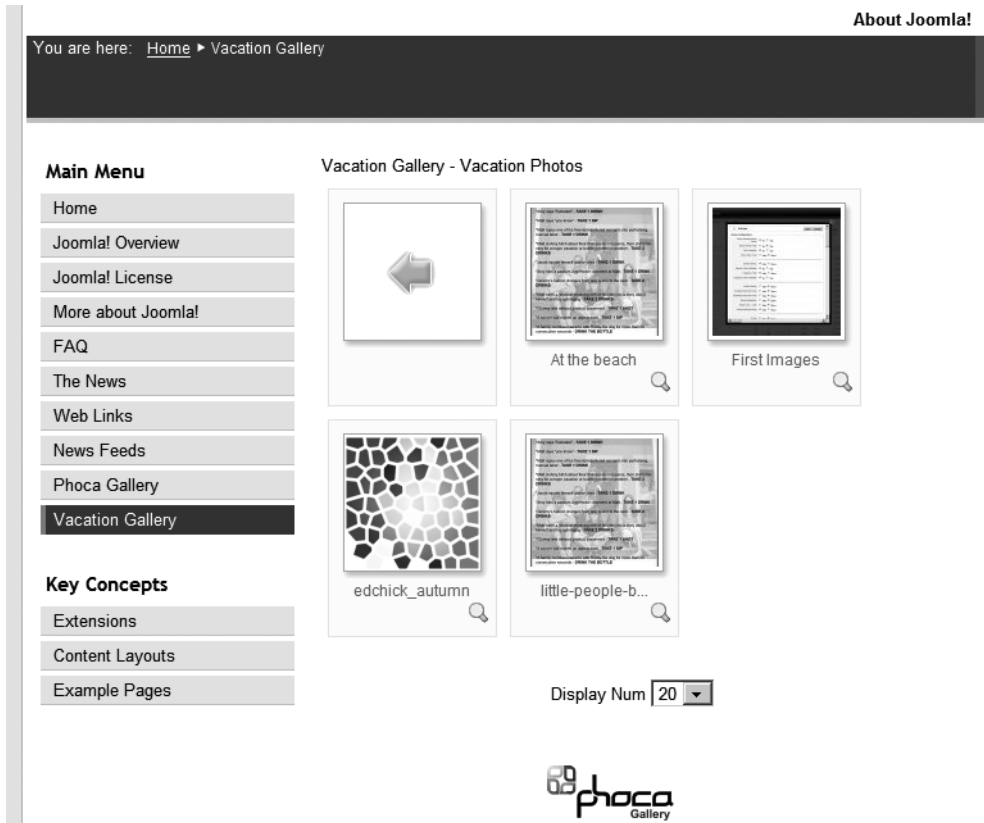 About Joomla!
You are here: Home ▸ Vacation Gallery
Main Menu
Home
Joomla! Overview
Joomla! License
More about Joomla!
FAQ
The News
Web Links
News Feeds
Phoca Gallery
Vacation Gallery
Key Concepts
Extensions
Content Layouts
Example Pages
Vacation Gallery - Vacation Photos
At the beach
First Images
edchick_autumn
little-people-b...
Display Num 20
phoca
Gallery